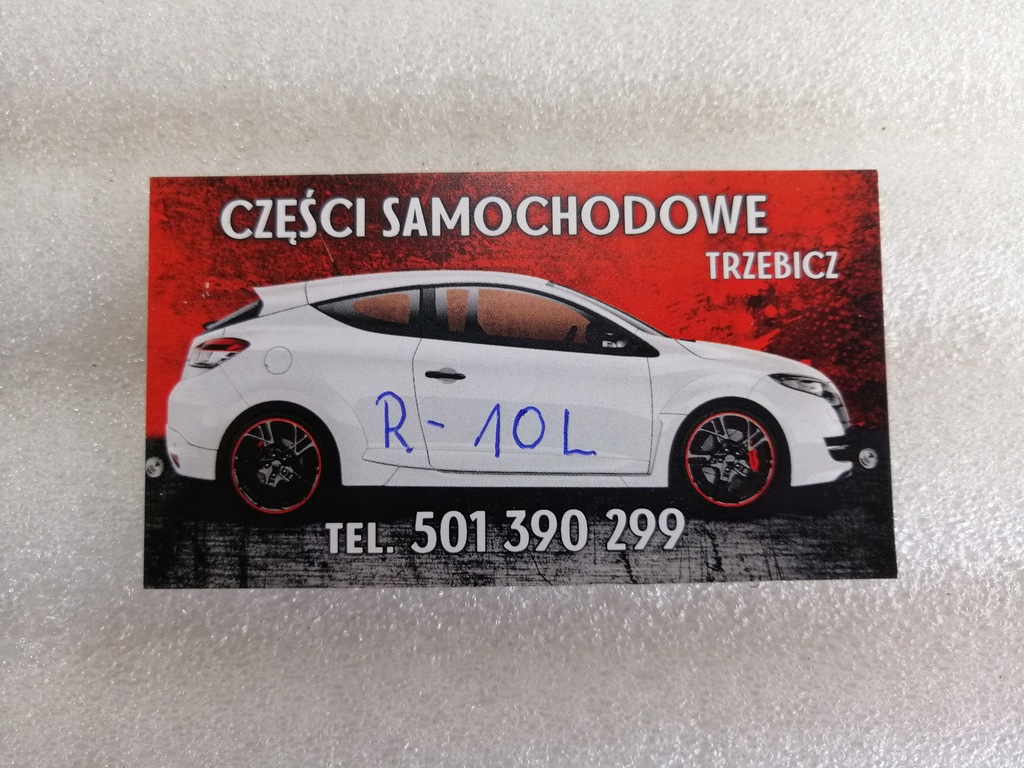 CZĘŚCI SAMOCHODOWE
TRZEBICZ
R- 10L
TEL. 501 390 299